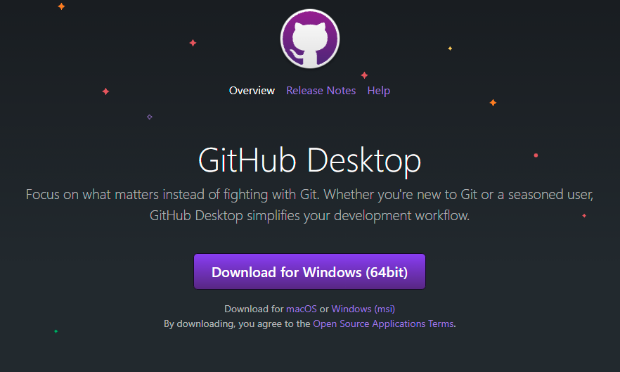 Overview Release Notes Help
GitHub Desktop
Focus on what matters instead of fighting with Git. Whether you're new to Git or a seasoned user,
GitHub Desktop simplifies your development workflow.
Download for Windows (64bit)
Download for macOS or Windows (msi)
By downloading, you agree to the Open Source Applications Terms.